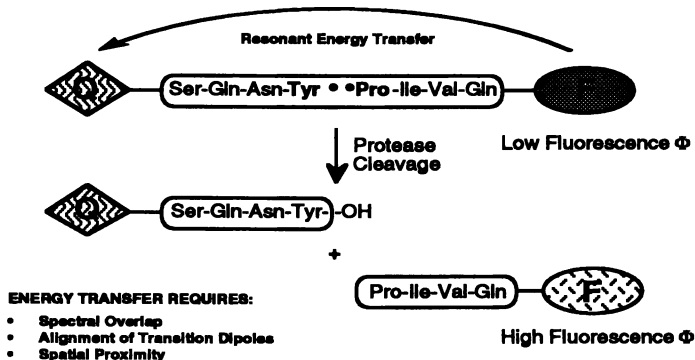 Resonant Energy Transfer
Q Ser-Gln-Asn-Tyr • •Pro-Ile-Val-Gln F
Low Fluorescence Φ
Protease
Cleavage
Q Ser-Gln-Asn-Tyr--OH
+
Pro-Ile-Val-Gln F
High Fluorescence Φ
ENERGY TRANSFER REQUIRES:
• Spectral Overlap
• Alignment of Transition Dipoles
• Spatial Proximity